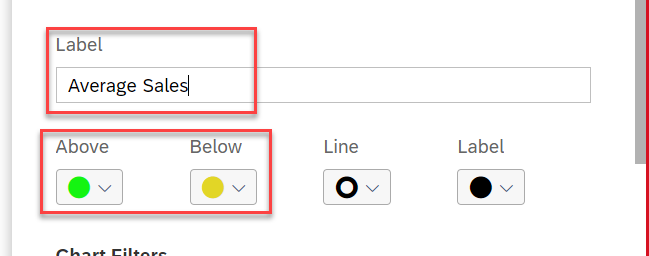 Label
Average Sales
Above Below Line Label
Chart Filters